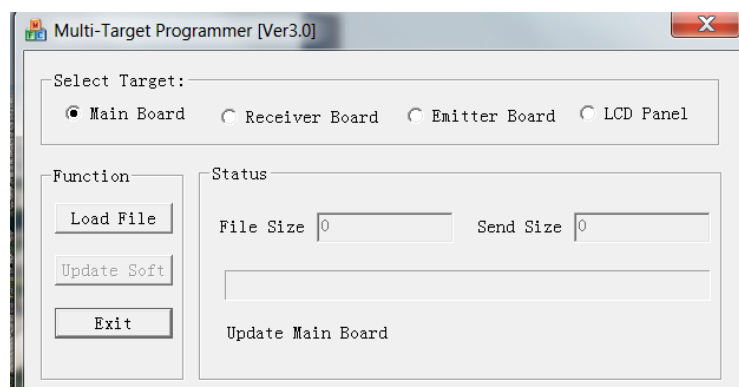 Multi-Target Programmer [Ver3.0]
Select Target:
Main Board Receiver Board Emitter Board LCD Panel
Function
Status
Load File
File Size 0 Send Size 0
Update Soft
Exit
Update Main Board